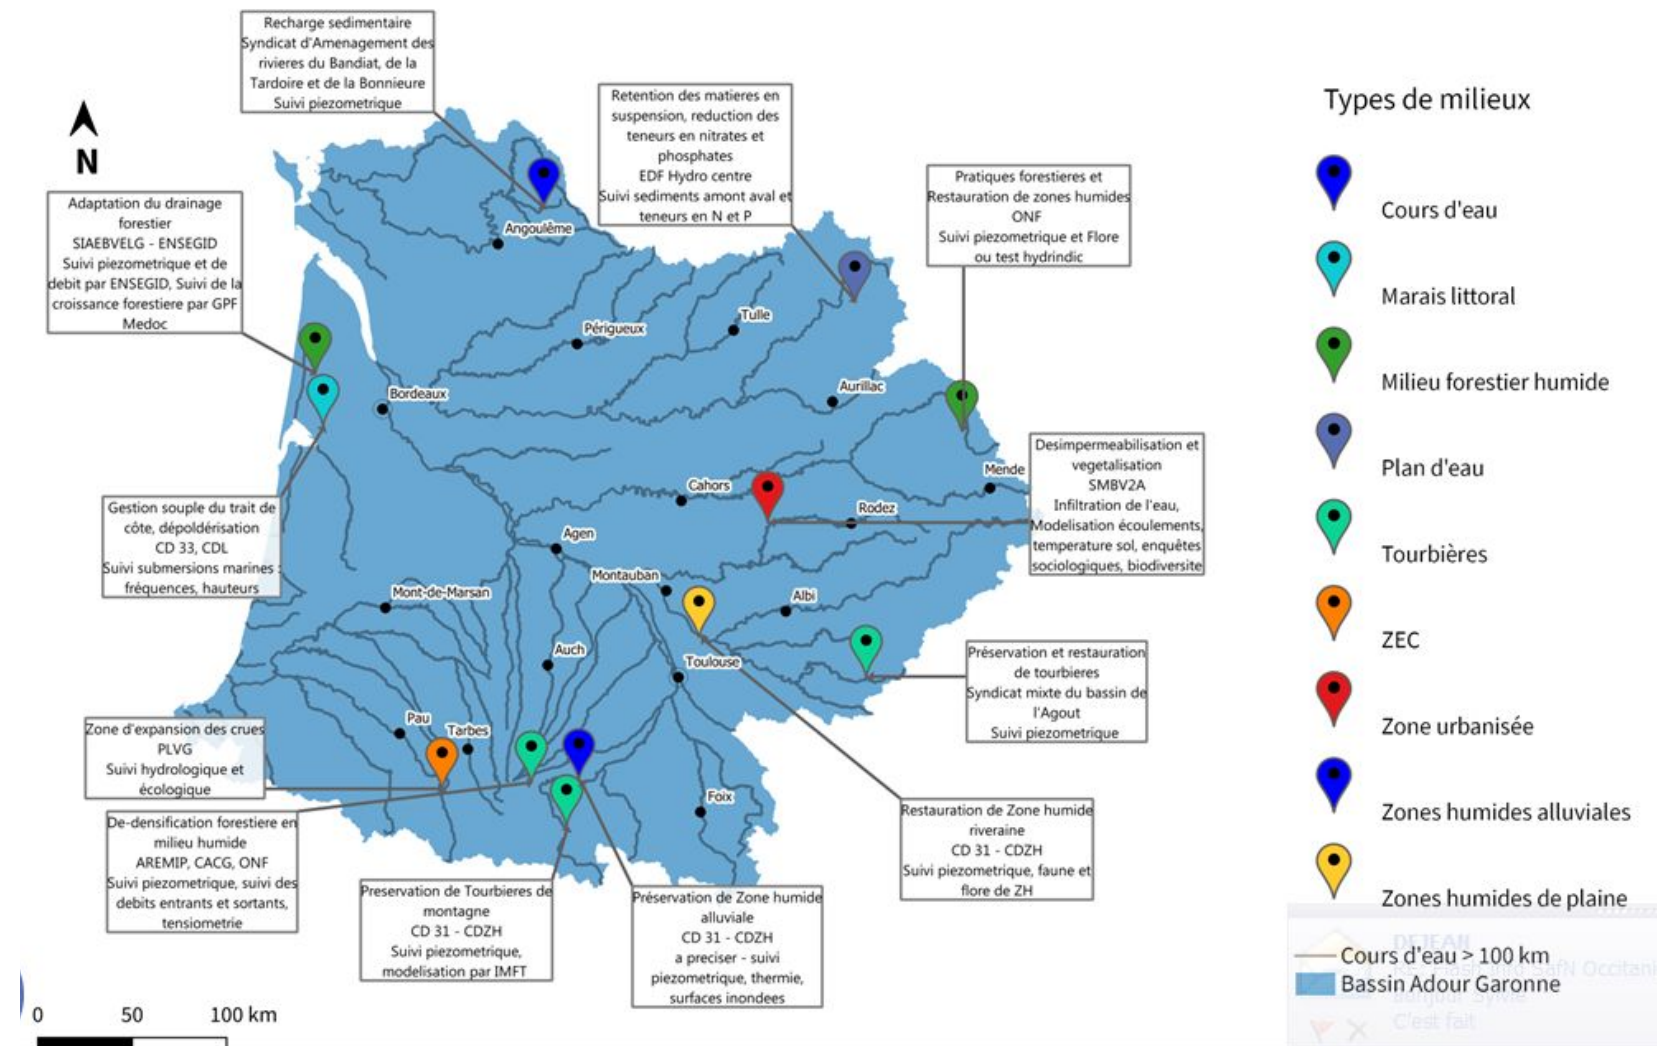 Recharge sedimentaire
Syndicat d'Amenagement des
rivieres du Bandiat, de la
Tardoire et de la Bonnieure
Suivi piezometrique
Retention des matieres en
suspension, reduction des
teneurs en nitrates et
phosphates
EDF Hydro centre
Suivi sediments amont aval et
teneurs en N et P
Pratiques forestieres et
Restauration de zones humides
ONF
Suivi piezometrique et Flore
ou test hydrindic
N
Adaptation du drainage
forestier
SIAEBVELG - ENSEGID
Suivi piezometrique et de
debit par ENSEGID, Suivi de la
croissance forestiere par GPF
Medoc
Angoulême
Périgueux
Tulle
Bordeaux
Aurillac
Desimpermeabilisation et
vegetalisation
SMBV2A
Infiltration de l'eau,
Modelisation écoulements,
temperature sol, enquêtes
sociologiques, biodiversite
Mende
Cahors
Rodez
Gestion souple du trait de
côte, dépoldérisation
CD 33, CDL
Suivi submersions marines :
fréquences, hauteurs
Agen
Montauban
Mont-de-Marsan
Albi
Auch
Toulouse
Préservation et restauration
de tourbieres
Syndicat mixte du bassin de
l'Agout
Suivi piezometrique
Pau
Tarbes
Foix
Zone d'expansion des crues
PLVG
Suivi hydrologique et
écologique
De-densification forestiere en
milieu humide
AREMIP, CACG, ONF
Suivi piezometrique, suivi des
debits entrants et sortants,
tensiometrie
Preservation de Tourbieres de
montagne
CD 31 - CDZH
Suivi piezometrique,
modelisation par IMFT
Préservation de Zone humide
alluviale
CD 31 - CDZH
a preciser - suivi
piezometrique, thermie,
surfaces inondees
Restauration de Zone humide
riveraine
CD 31 - CDZH
Suivi piezometrique, faune et
flore de ZH
0 50 100 km
Types de milieux
Cours d'eau
Marais littoral
Milieu forestier humide
Plan d'eau
Tourbières
ZEC
Zone urbanisée
Zones humides alluviales
Zones humides de plaine
DEJEAN
Cours d'eau > 100 km
Bassin Adour Garonne
C'est fait